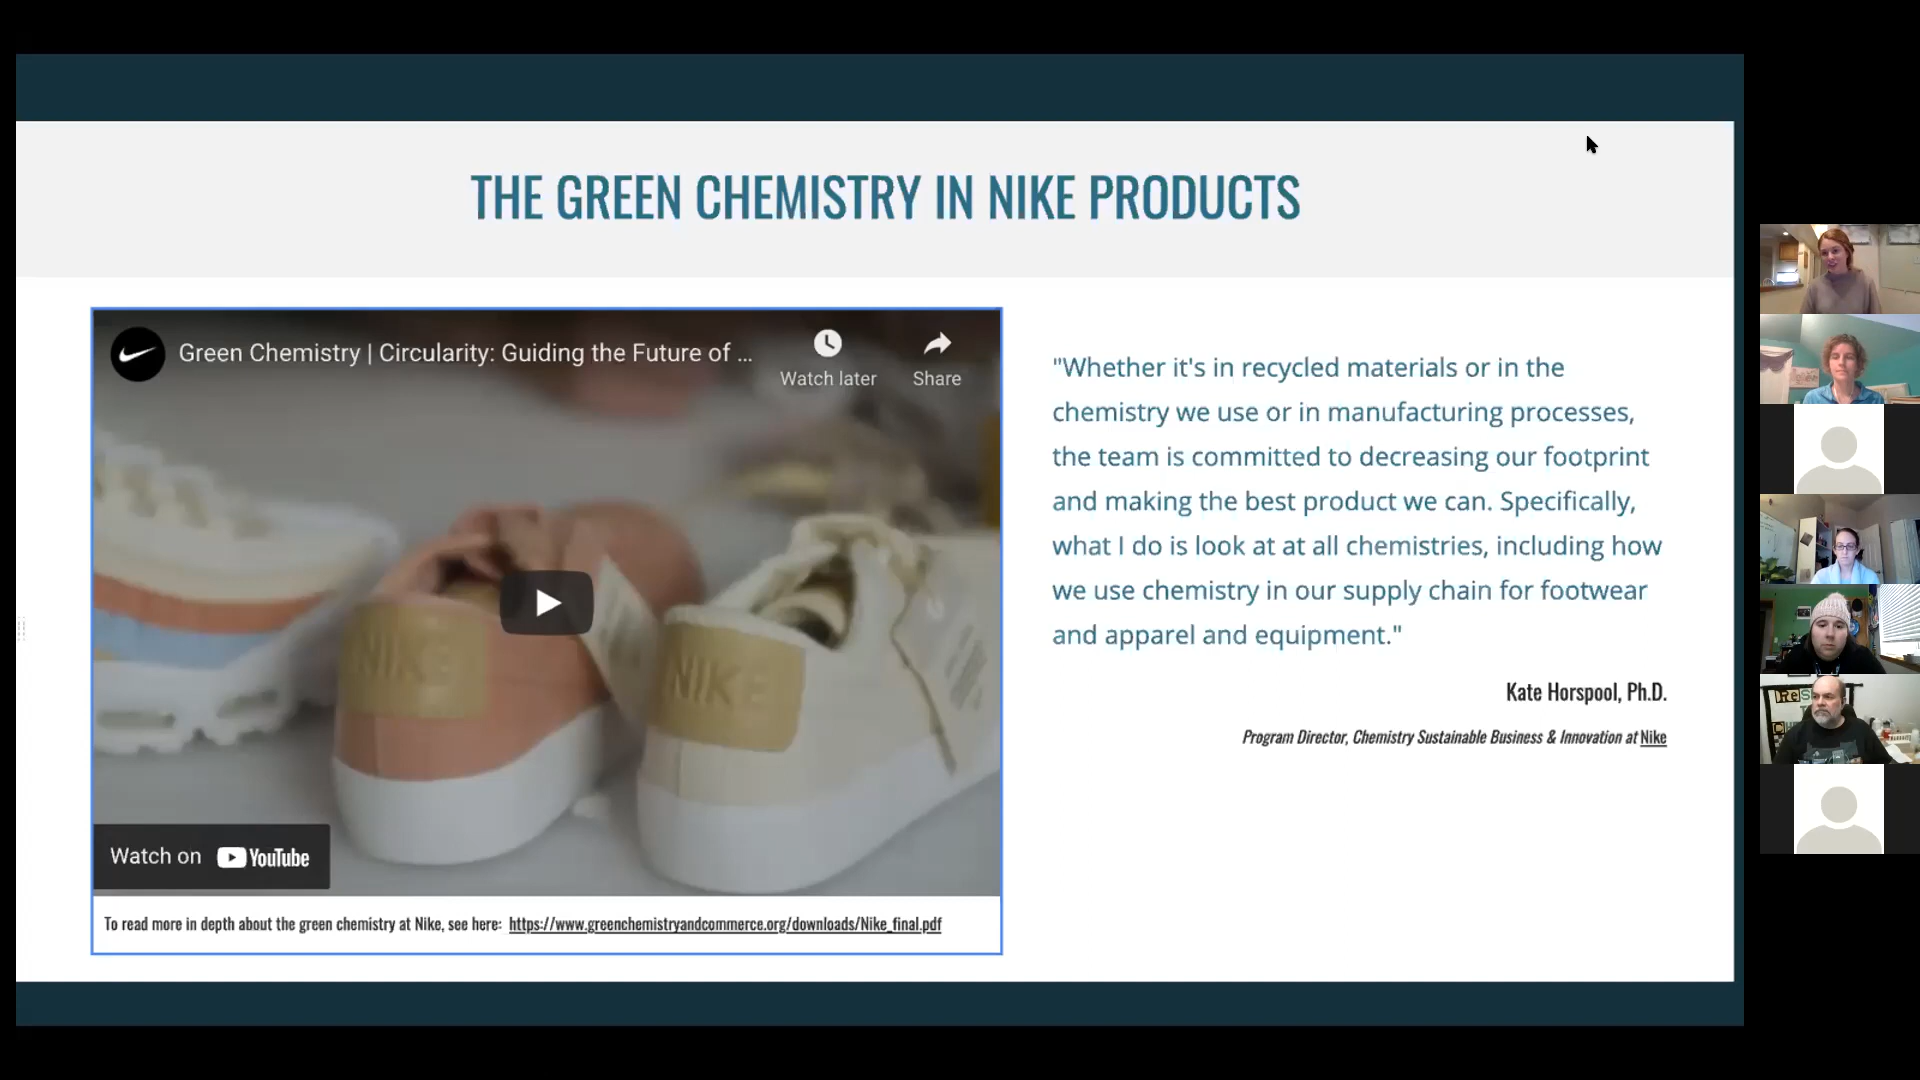 THE GREEN CHEMISTRY IN NIKE PRODUCTS
Green Chemistry | Circularity: Guiding the Future of ...
Watch later
Share
NIKE
NIKE
Watch on YouTube
To read more in depth about the green chemistry at Nike, see here: https://www.greenchemistryandcommerce.org/downloads/Nike_final.pdf
"Whether it's in recycled materials or in the
chemistry we use or in manufacturing processes,
the team is committed to decreasing our footprint
and making the best product we can. Specifically,
what I do is look at at all chemistries, including how
we use chemistry in our supply chain for footwear
and apparel and equipment."
Kate Horspool, Ph.D.
Program Director, Chemistry Sustainable Business & Innovation at Nike